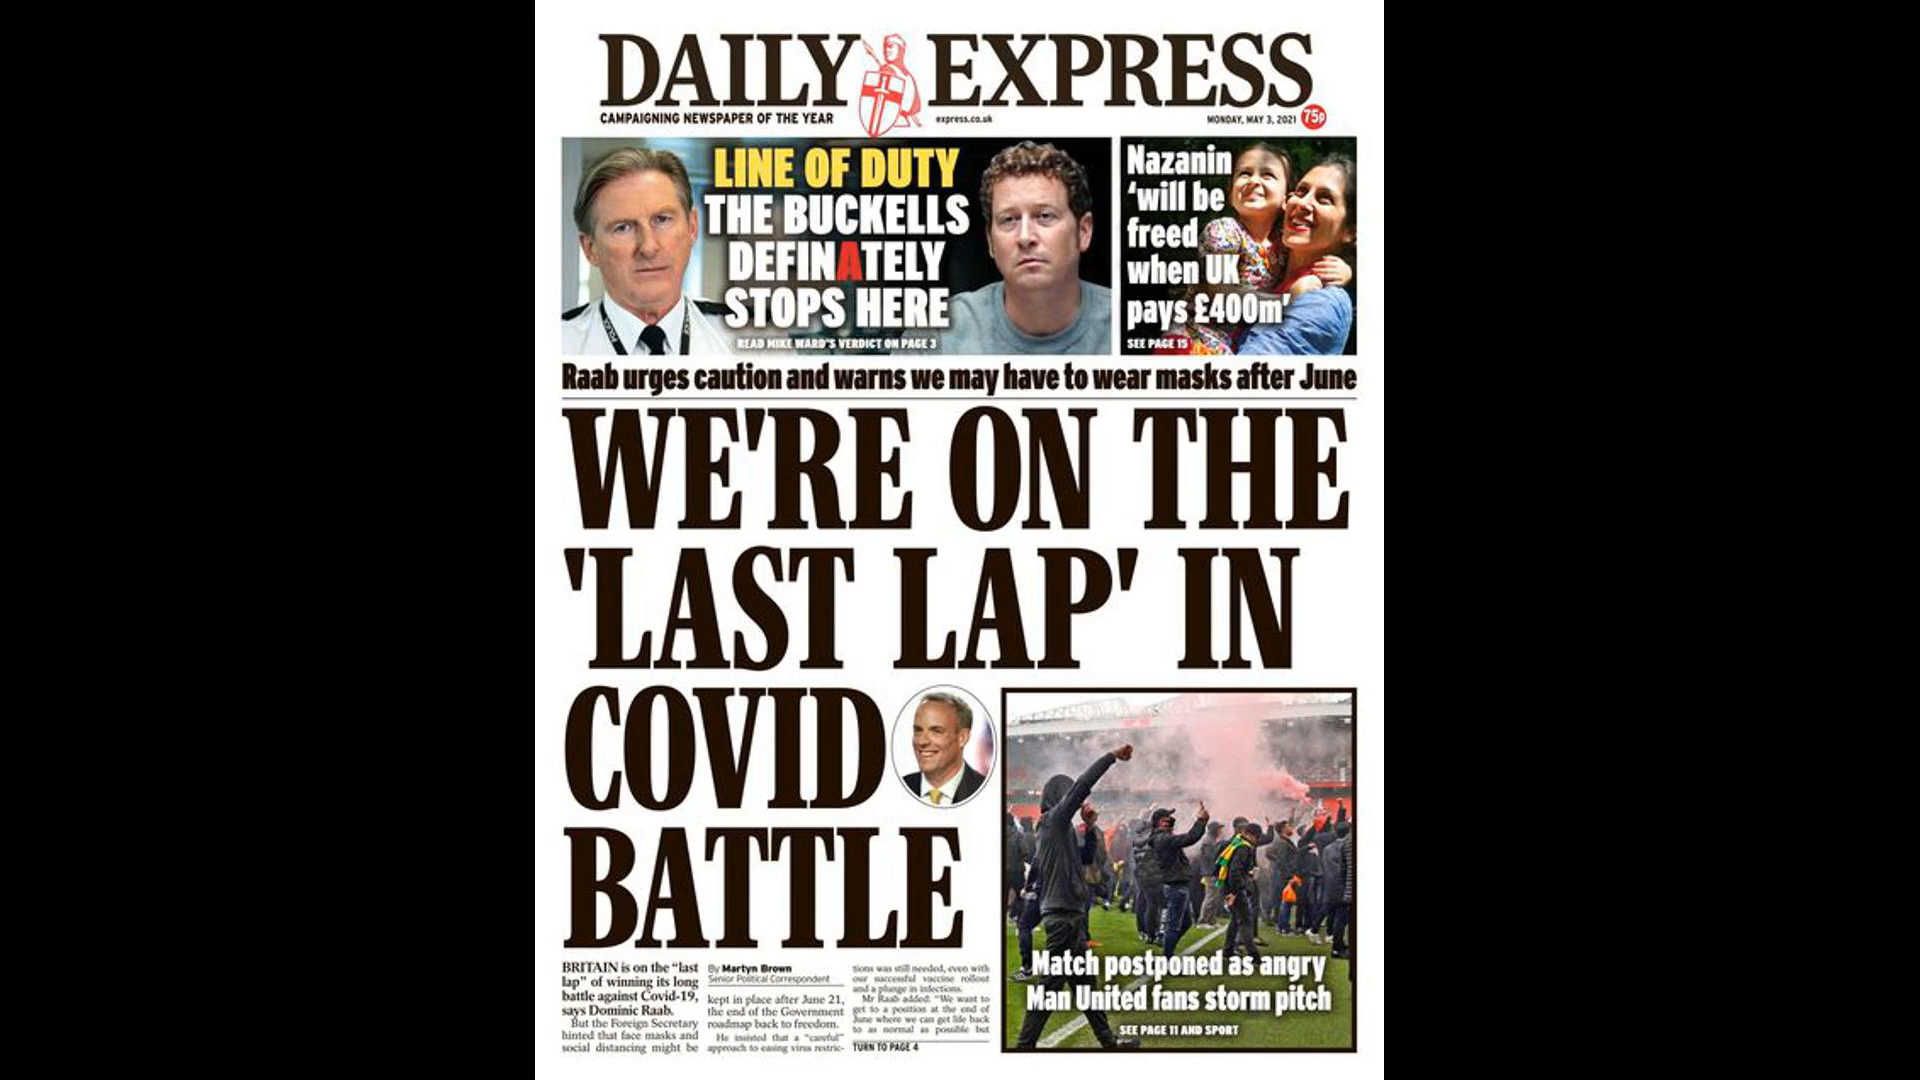 DAILY EXPRESS
CAMPAIGNING NEWSPAPER OF THE YEAR
express.co.uk
MONDAY, MAY 3, 2021
75p
LINE OF DUTY
THE BUCKELLS
DEFINATELY
STOPS HERE
READ MIKE WARD'S VERDICT ON PAGE 3
Nazanin
‘will be
freed
when UK
pays £400m’
SEE PAGE 15
Raab urges caution and warns we may have to wear masks after June
WE'RE ON THE
'LAST LAP' IN
COVID
BATTLE
BRITAIN is on the “last
lap” of winning its long
battle against Covid-19,
says Dominic Raab.
But the Foreign Secretary
hinted that face masks and
social distancing might be
By Martyn Brown
Senior Political Correspondent
kept in place after June 21,
the end of the Government
roadmap back to freedom.
He insisted that a “careful”
approach to easing virus restric-
tions was still needed, even with
our successful vaccine rollout
and a plunge in infections.
Mr Raab added: “We want to
get to a position at the end of
June where we can get life back
to as normal as possible but
TURN TO PAGE 4
Match postponed as angry
Man United fans storm pitch
SEE PAGE 11 AND SPORT